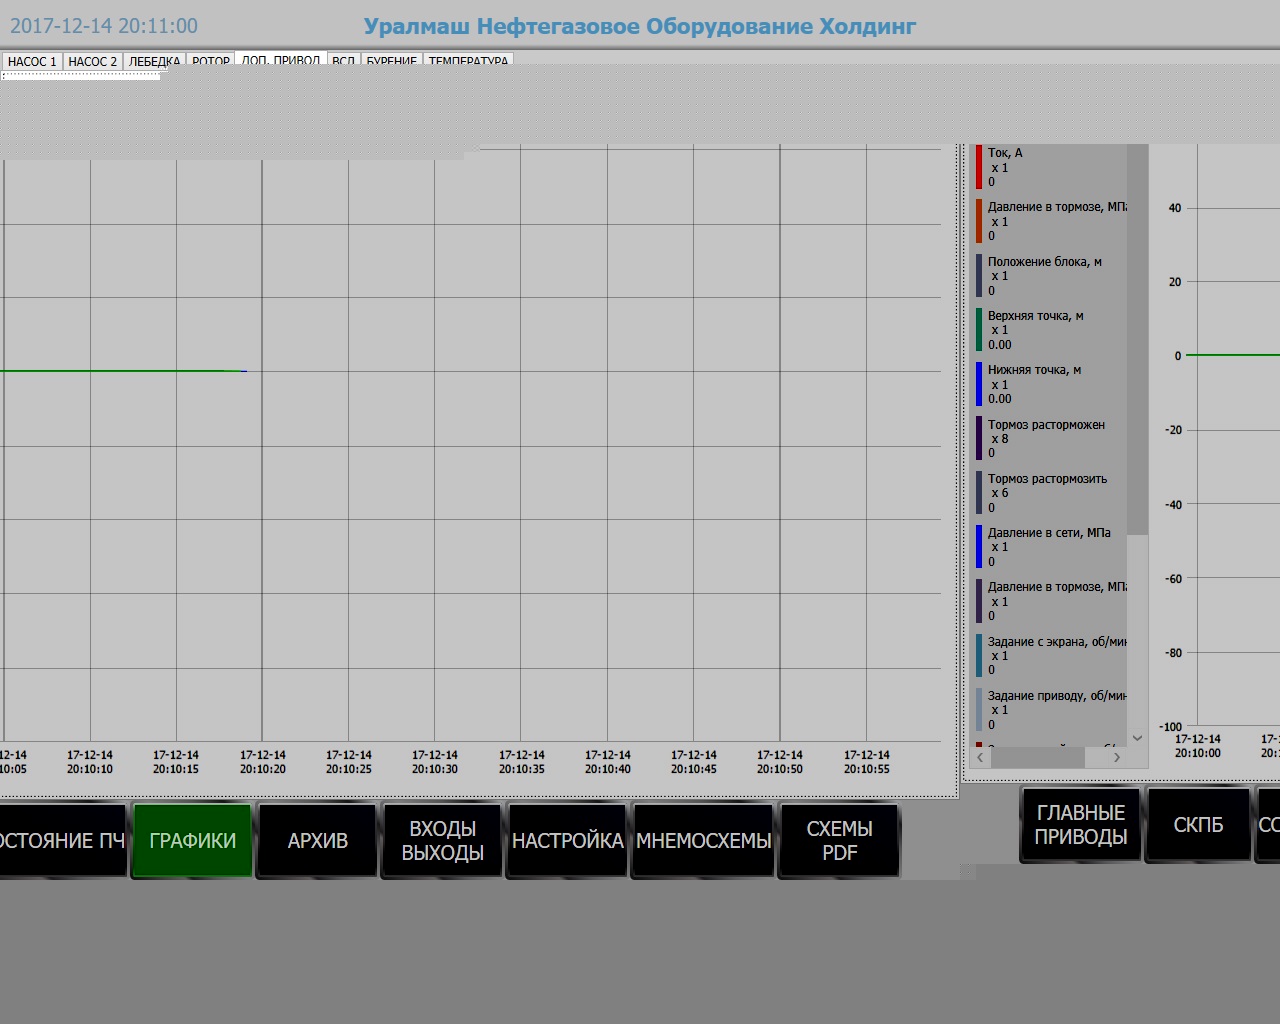 2017-12-14 20:11:00
Уралмаш Нефтегазовое Оборудование Холдинг
НАСОС 1 НАСОС 2 ЛЕБЕДКА РОТОР ДОП. ПРИВОД ВСП БУРЕНИЕ ТЕМПЕРАТУРА
Ток, А
x 1
0
Давление в тормозе, МПа
x 1
0
Положение блока, м
x 1
0
Верхняя точка, м
x 1
0.00
Нижняя точка, м
x 1
0.00
Тормоз расторможен
x 8
0
Тормоз растормозить
x 6
0
Давление в сети, МПа
x 1
0
Давление в тормозе, МПа
x 1
0
Задание с экрана, об/мин
x 1
0
Задание приводу, об/мин
x 1
0
40
20
0
-20
-40
-60
-80
-100
17-12-14
20:10:00
17-
20:
12-14
10:05
17-12-14
20:10:10
17-12-14
20:10:15
17-12-14
20:10:20
17-12-14
20:10:25
17-12-14
20:10:30
17-12-14
20:10:35
17-12-14
20:10:40
17-12-14
20:10:45
17-12-14
20:10:50
17-12-14
20:10:55
ОСТОЯНИЕ ПЧ
ГРАФИКИ
АРХИВ
ВХОДЫ
ВЫХОДЫ
НАСТРОЙКА
МНЕМОСХЕМЫ
СХЕМЫ
PDF
ГЛАВНЫЕ
ПРИВОДЫ
СКПБ
СО